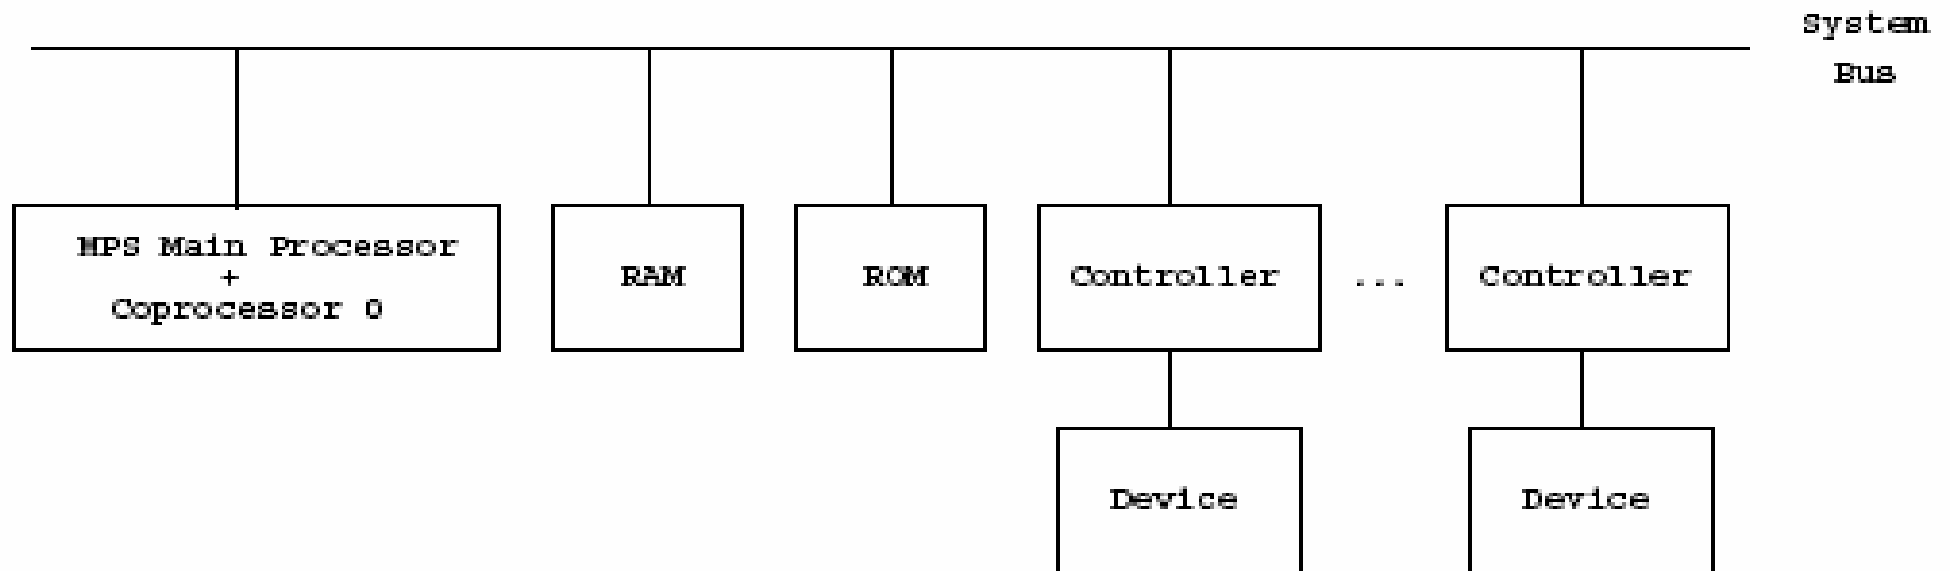 System
Bus
MPS Main Processor
+
Coprocessor 0
RAM
ROM
Controller
...
Controller
Device
Device